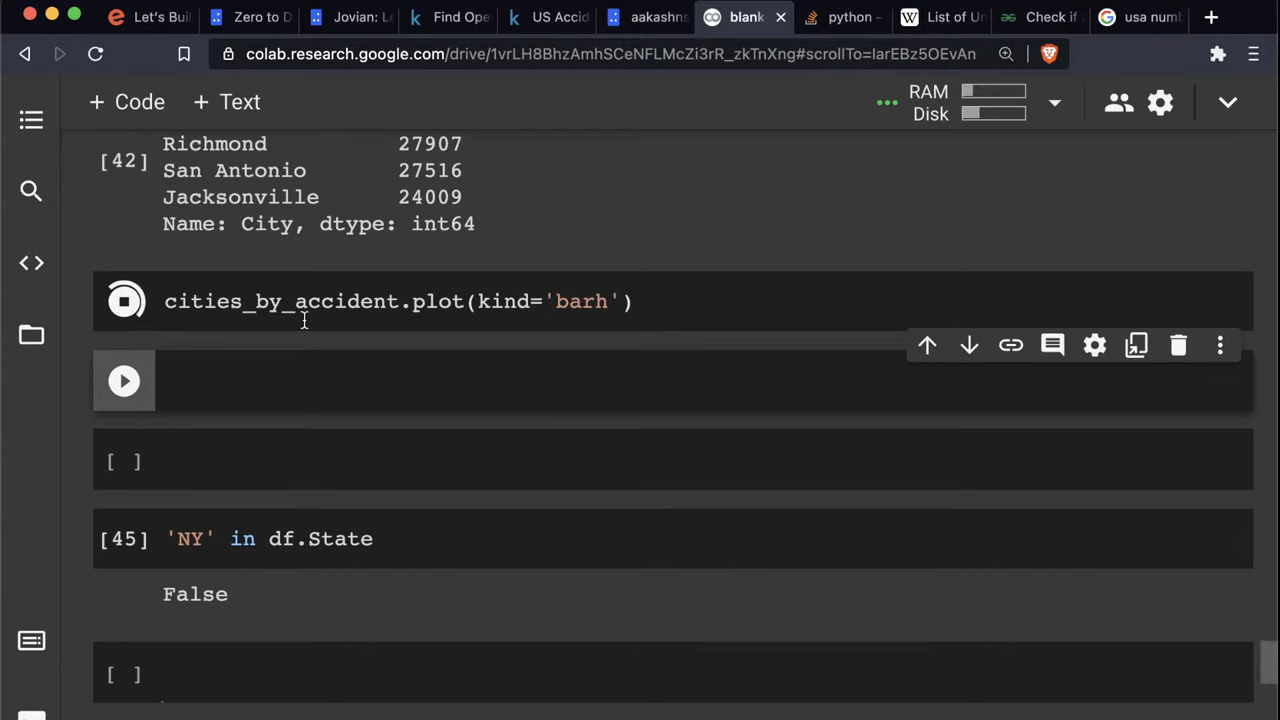 Let's Buil
Zero to D
Jovian: L
Find Ope
US Accid
aakashns
blank
python -
List of Un
Check if
usa numb
colab.research.google.com/drive/1vrLH8BhzAmhSCeNFLMcZi3rR_zkTnXng#scrollTo=IarEBz5OEvAn
+ Code + Text
RAM
Disk
Richmond 27907
[42]
San Antonio 27516
Jacksonville 24009
Name: City, dtype: int64
cities_by_accident.plot(kind='barh')
[ ]
[45] 'NY' in df.State
False
[ ]